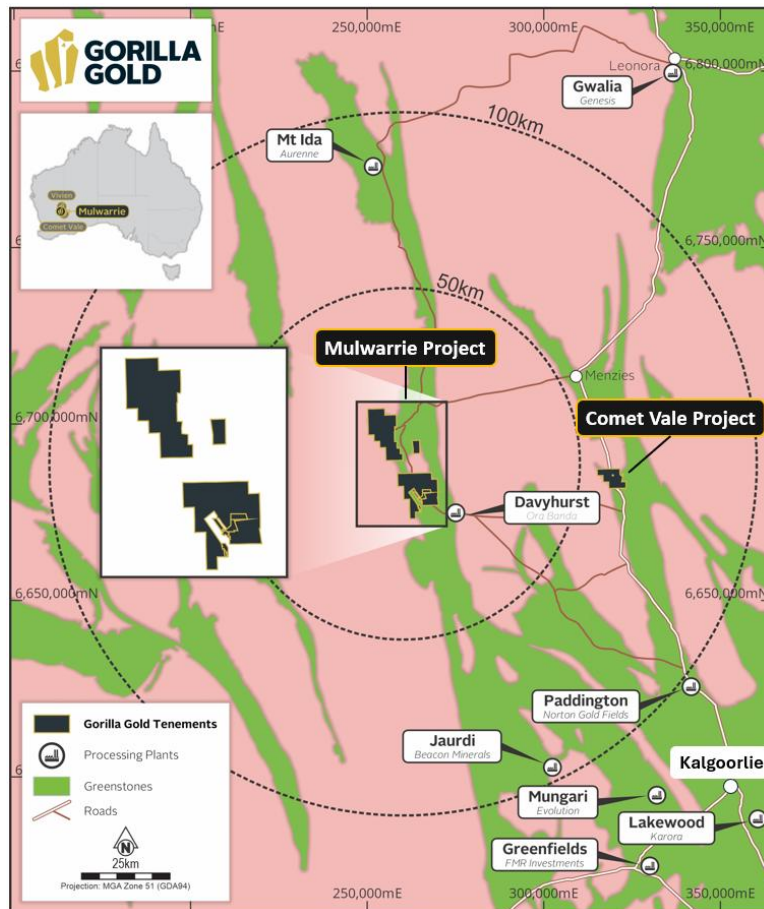 250,000mE
300,000mE
350,000mE
GORILLA
GOLD
Leonora
6,800,000mN
Gwalia
Genesis
100km
Mt Ida
Aurenne
Vivien
Mulwarrie
Comet Vale
6,750,000mN
50km
Mulwarrie Project
Menzies
6,700,000mN
6,700,000mN
Comet Vale Project
Davyhurst
Ora Banda
6,650,000mN
6,650,000mN
Paddington
Norton Gold Fields
Gorilla Gold Tenements
Processing Plants
Greenstones
Roads
N
25km
Projection: MGA Zone 51 (GDA94)
Jaurdi
Beacon Minerals
Kalgoorlie
Mungari
Evolution
Lakewood
Karora
Greenfields
FMR Investments
250,000mE
300,000mE
350,000mE